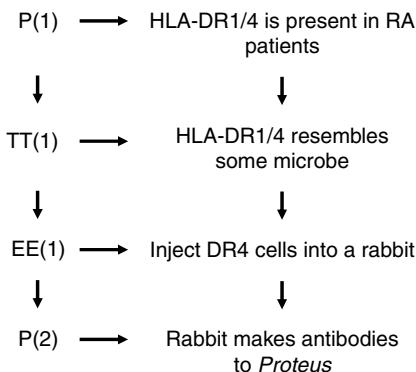 P(1) HLA-DR1/4 is present in RA
patients
TT(1) HLA-DR1/4 resembles
some microbe
EE(1) Inject DR4 cells into a rabbit
P(2) Rabbit makes antibodies
to Proteus